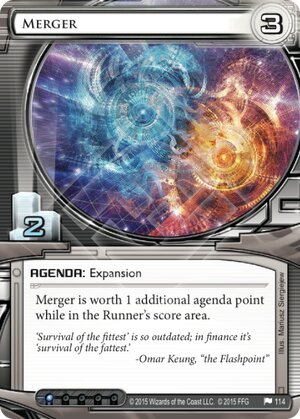 Merger
3
2
AGENDA: Expansion
Merger is worth 1 additional agenda point
while in the Runner's score area.
'Survival of the fittest' is so outdated; in finance it's
'survival of the fattest.'
-Omar Keung, "the Flashpoint"
Illus. Mariusz Siergiejew
© 2015 Wizards of the Coast LLC. © 2015 FFG
114